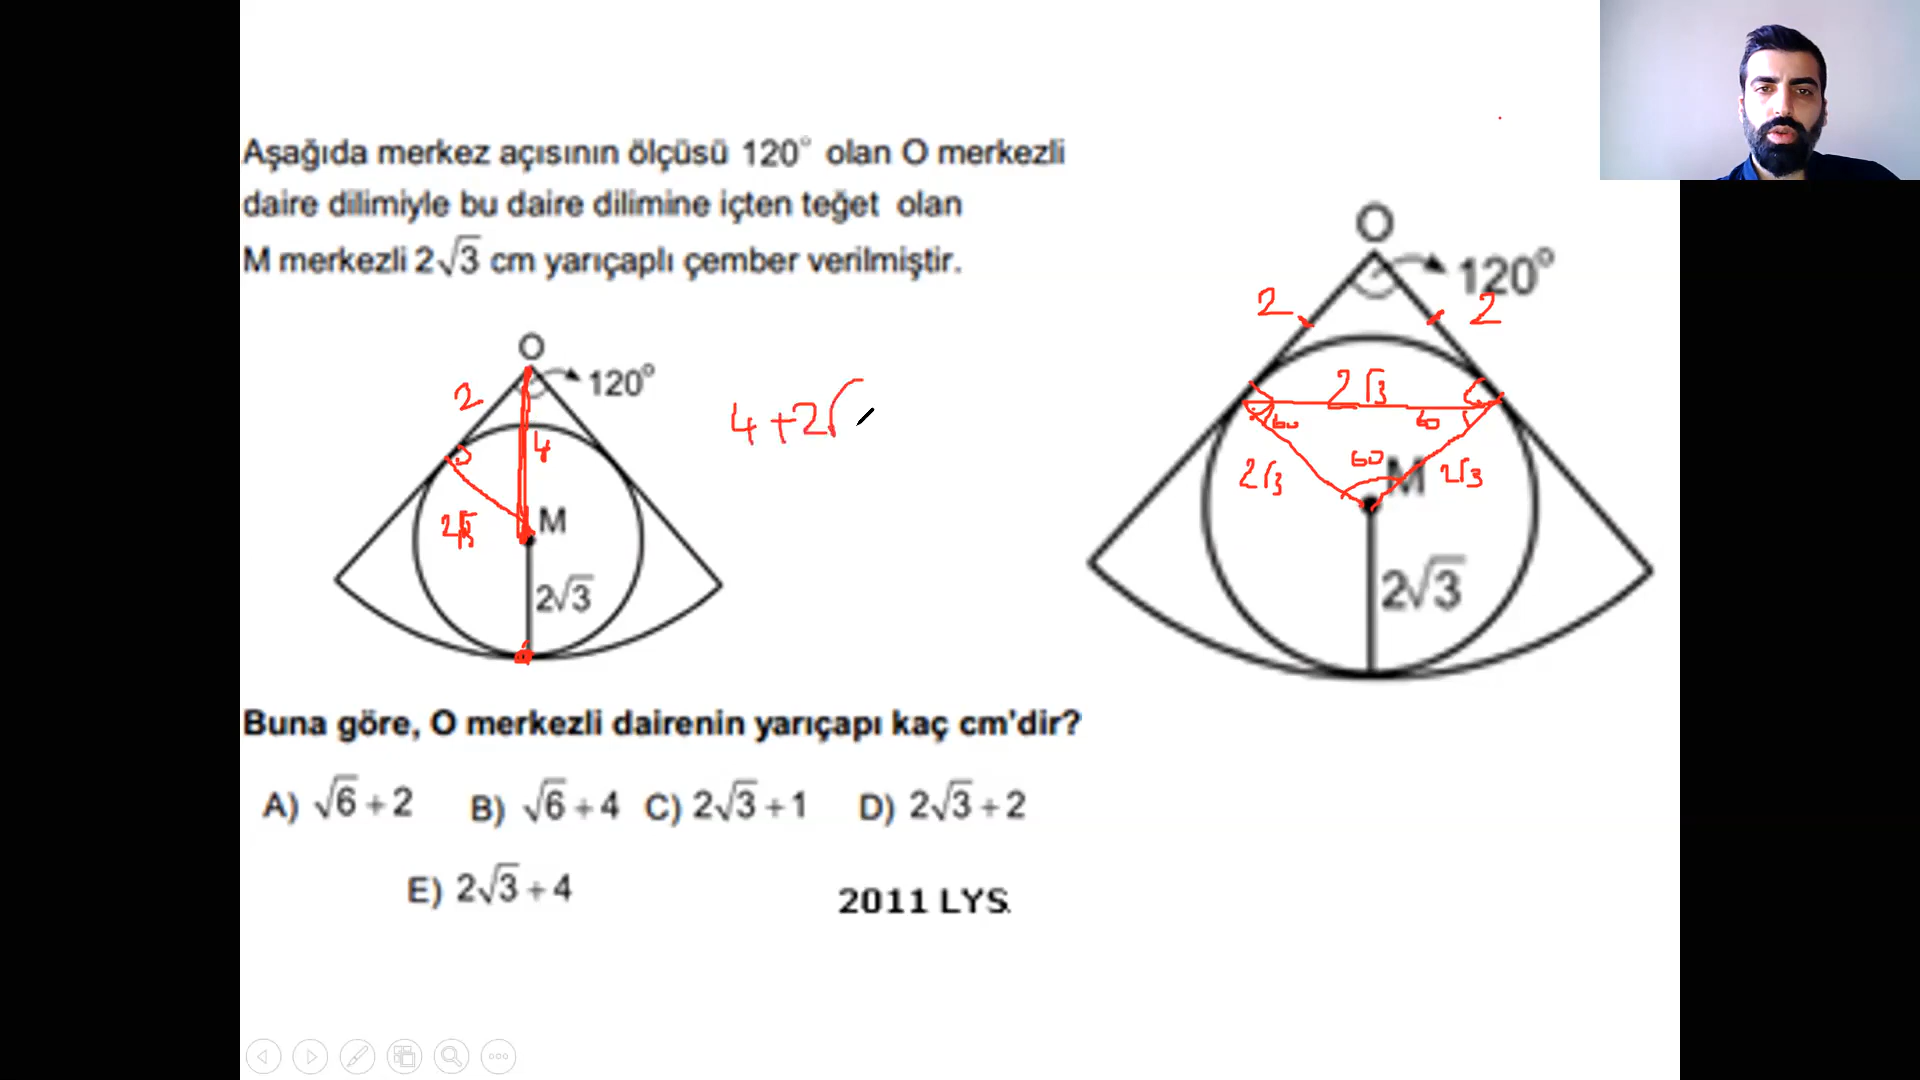 Aşağıda merkez açısının ölçüsü 120° olan O merkezli
daire dilimiyle bu daire dilimine içten teğet olan
M merkezli 2√3 cm yarıçaplı çember verilmiştir.
O
120°
2
4
2√3
M
2√3
4+2√
O
120°
2
2
2√3
60
60
60
2√3
M
2√3
2√3
Buna göre, O merkezli dairenin yarıçapı kaç cm'dir?
A) √6 + 2 B) √6 + 4 C) 2√3 + 1 D) 2√3 + 2
E) 2√3 + 4
2011 LYS.